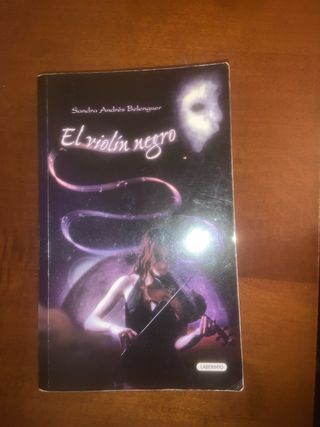 Sandra Andrés Belenguer
El violín negro
LABERINTO